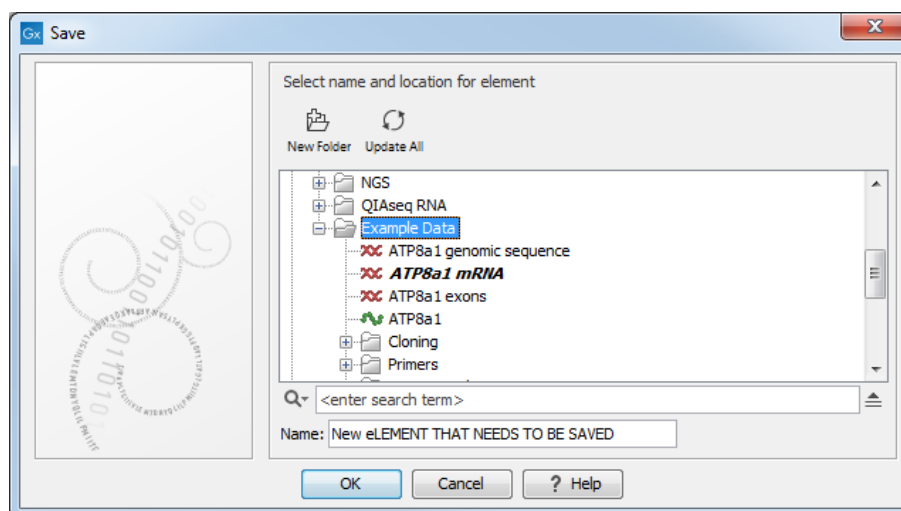 Gx Save
Select name and location for element
New Folder Update All
NGS
QIAseq RNA
Example Data
ATP8a1 genomic sequence
ATP8a1 mRNA
ATP8a1 exons
ATP8a1
Cloning
Primers
<enter search term>
Name: New eLEMENT THAT NEEDS TO BE SAVED
OK Cancel ? Help